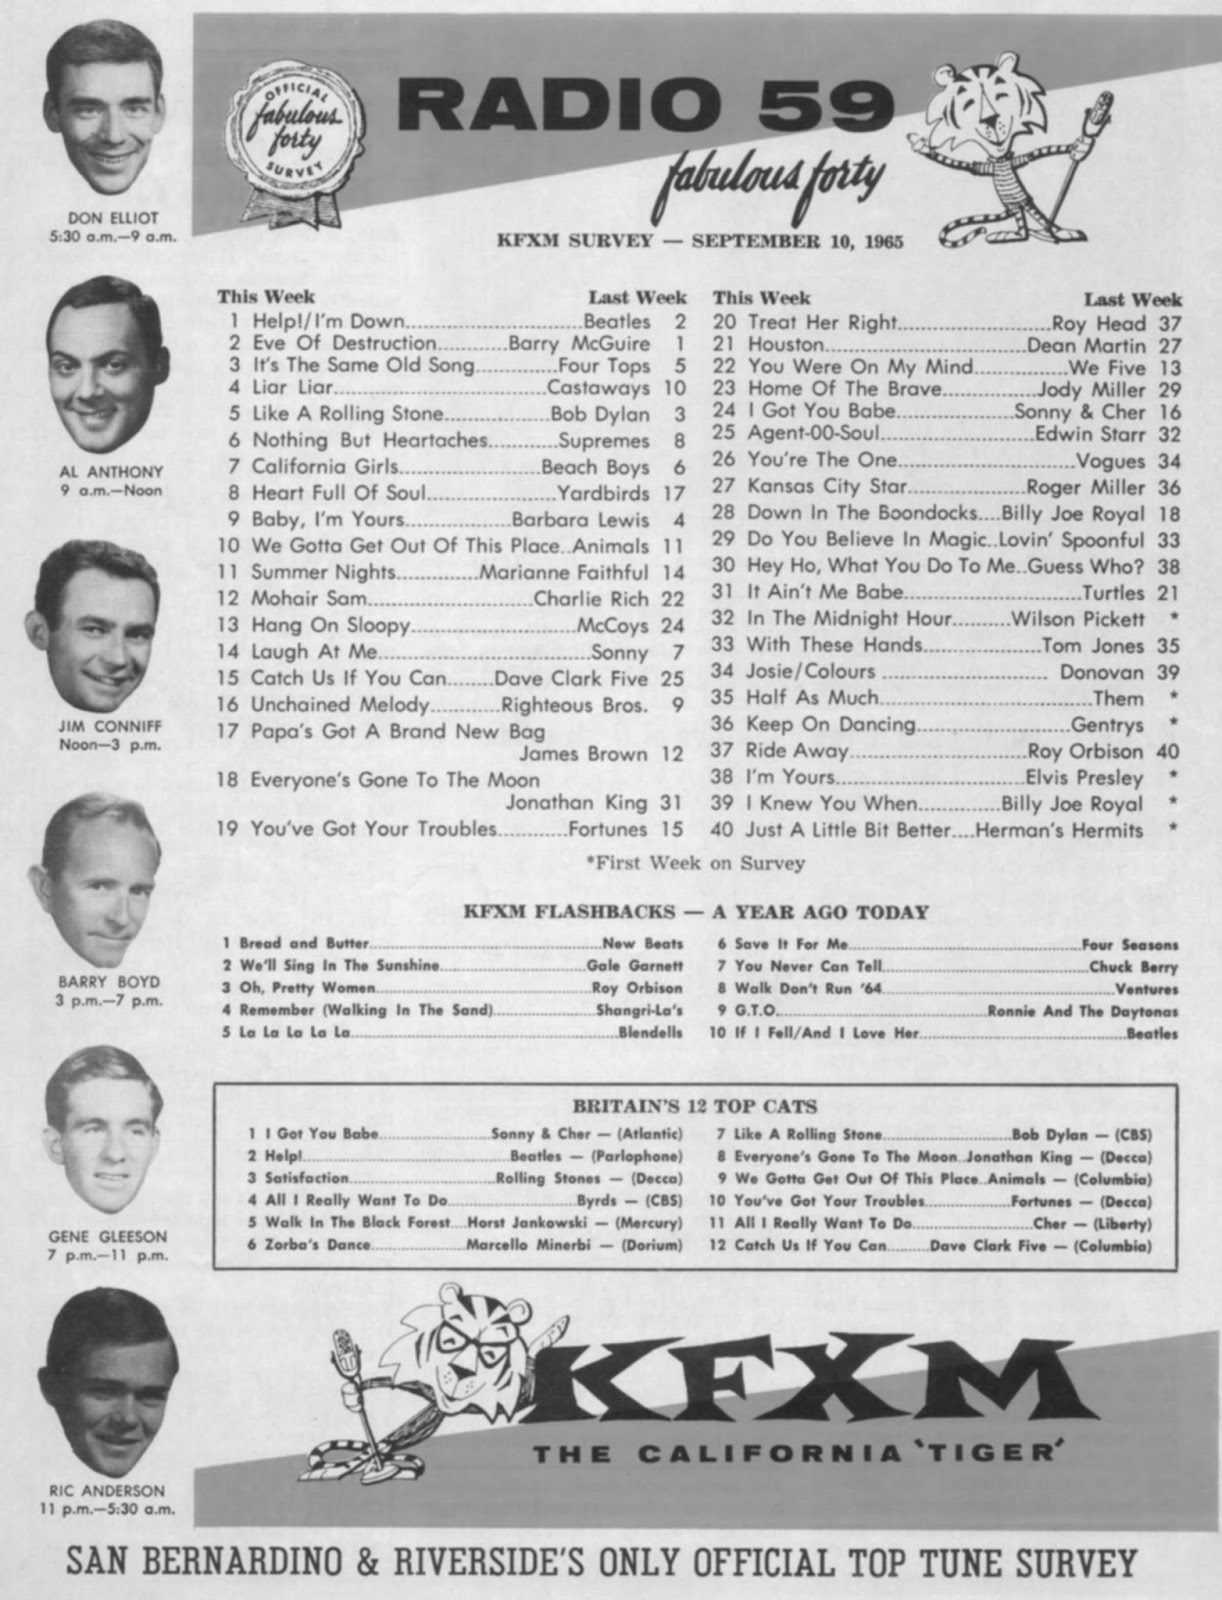 OFFICIAL
fabulous
forty
SURVEY
RADIO 59
fabulous forty
KFXM SURVEY — SEPTEMBER 10, 1965
DON ELLIOT
5:30 a.m.—9 a.m.
AL ANTHONY
9 a.m.—Noon
JIM CONNIFF
Noon—3 p.m.
BARRY BOYD
3 p.m.—7 p.m.
GENE GLEESON
7 p.m.—11 p.m.
RIC ANDERSON
11 p.m.—5:30 a.m.
This Week Last Week
1 Help!/I'm Down..........Beatles 2
2 Eve Of Destruction..........Barry McGuire 1
3 It's The Same Old Song..........Four Tops 5
4 Liar Liar..........Castaways 10
5 Like A Rolling Stone..........Bob Dylan 3
6 Nothing But Heartaches..........Supremes 8
7 California Girls..........Beach Boys 6
8 Heart Full Of Soul..........Yardbirds 17
9 Baby, I'm Yours..........Barbara Lewis 4
10 We Gotta Get Out Of This Place..Animals 11
11 Summer Nights..........Marianne Faithful 14
12 Mohair Sam..........Charlie Rich 22
13 Hang On Sloopy..........McCoys 24
14 Laugh At Me..........Sonny 7
15 Catch Us If You Can........Dave Clark Five 25
16 Unchained Melody..........Righteous Bros. 9
17 Papa's Got A Brand New Bag
James Brown 12
18 Everyone's Gone To The Moon
Jonathan King 31
19 You've Got Your Troubles..........Fortunes 15
This Week Last Week
20 Treat Her Right..........Roy Head 37
21 Houston..........Dean Martin 27
22 You Were On My Mind..........We Five 13
23 Home Of The Brave..........Jody Miller 29
24 I Got You Babe..........Sonny & Cher 16
25 Agent-00-Soul..........Edwin Starr 32
26 You're The One..........Vogues 34
27 Kansas City Star..........Roger Miller 36
28 Down In The Boondocks....Billy Joe Royal 18
29 Do You Believe In Magic..Lovin' Spoonful 33
30 Hey Ho, What You Do To Me..Guess Who? 38
31 It Ain't Me Babe..........Turtles 21
32 In The Midnight Hour..........Wilson Pickett *
33 With These Hands..........Tom Jones 35
34 Josie/Colours .......... Donovan 39
35 Half As Much..........Them *
36 Keep On Dancing..........Gentrys *
37 Ride Away..........Roy Orbison 40
38 I'm Yours..........Elvis Presley *
39 I Knew You When..........Billy Joe Royal *
40 Just A Little Bit Better....Herman's Hermits *
*First Week on Survey
KFXM FLASHBACKS — A YEAR AGO TODAY
1 Bread and Butter..........New Beats
2 We'll Sing In The Sunshine..........Gale Garnett
3 Oh, Pretty Women..........Roy Orbison
4 Remember (Walking In The Sand)..........Shangri-La's
5 La La La La La..........Blendells
6 Save It For Me..........Four Seasons
7 You Never Can Tell..........Chuck Berry
8 Walk Don't Run '64..........Ventures
9 G.T.O...........Ronnie And The Daytonas
10 If I Fell/And I Love Her..........Beatles
BRITAIN'S 12 TOP CATS
1 I Got You Babe..........Sonny & Cher — (Atlantic)
2 Help!..........Beatles — (Parlophone)
3 Satisfaction..........Rolling Stones — (Decca)
4 All I Really Want To Do..........Byrds — (CBS)
5 Walk In The Black Forest....Horst Jankowski — (Mercury)
6 Zorba's Dance..........Marcello Minerbi — (Dorium)
7 Like A Rolling Stone..........Bob Dylan — (CBS)
8 Everyone's Gone To The Moon..Jonathan King — (Decca)
9 We Gotta Get Out Of This Place..Animals — (Columbia)
10 You've Got Your Troubles..........Fortunes — (Decca)
11 All I Really Want To Do..........Cher — (Liberty)
12 Catch Us If You Can..........Dave Clark Five — (Columbia)
KFXM
THE CALIFORNIA 'TIGER'
SAN BERNARDINO & RIVERSIDE'S ONLY OFFICIAL TOP TUNE SURVEY